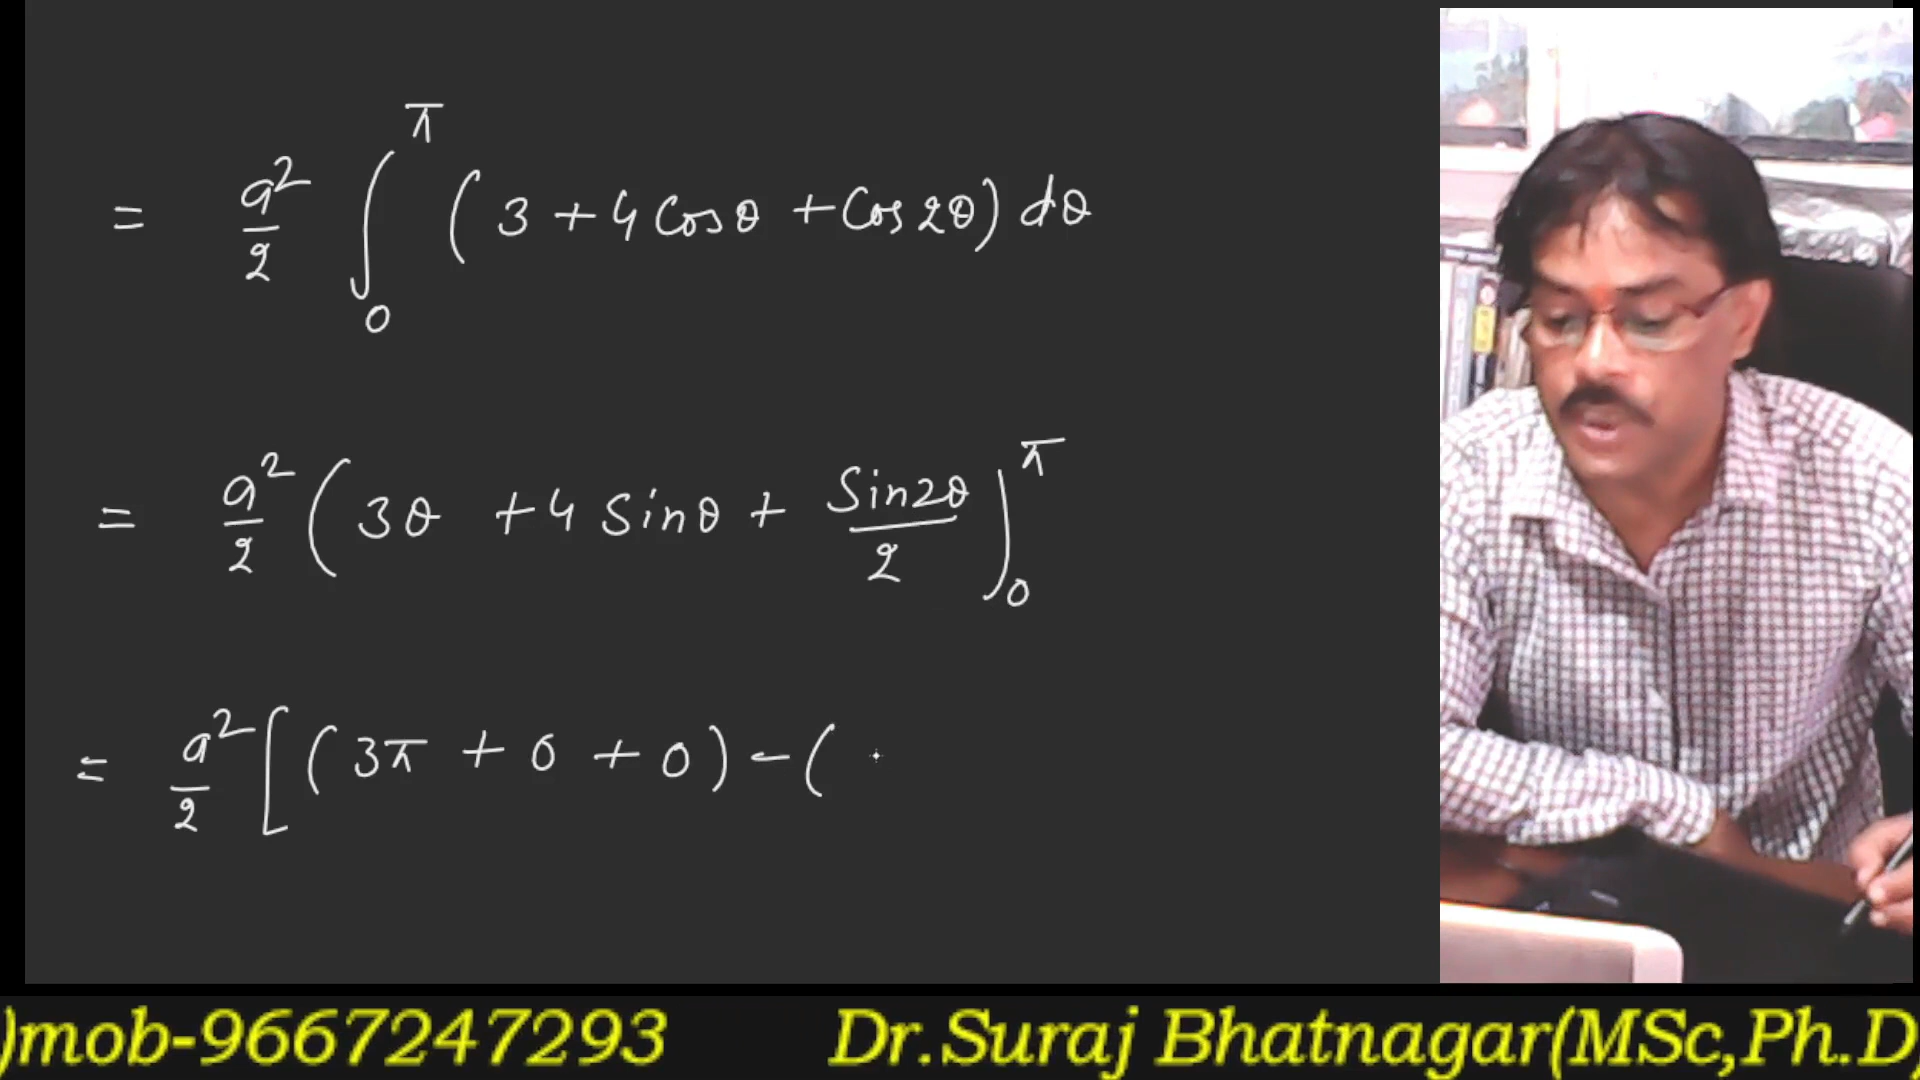 = a²/2 ∫₀^π (3 + 4 Cosθ + Cos 2θ) dθ
= a²/2 (3θ + 4 Sinθ + Sin2θ/2)₀^π
= a²/2 [(3π + 0 + 0) - (
)mob-9667247293 Dr.Suraj Bhatnagar(MSc,Ph.D)